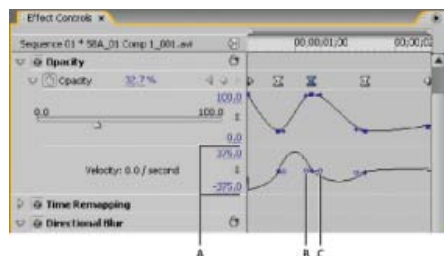 Effect Controls ×
Sequence 01 * 58A_01 Comp 1_001.avi
00;00;01;00 00;00;02
Opacity
Opacity 32.7 %
100.0
0.0 100.0
0.0
375.0
Velocity: 0.0 / second
-375.0
Time Remapping
Directional Blur
A B C